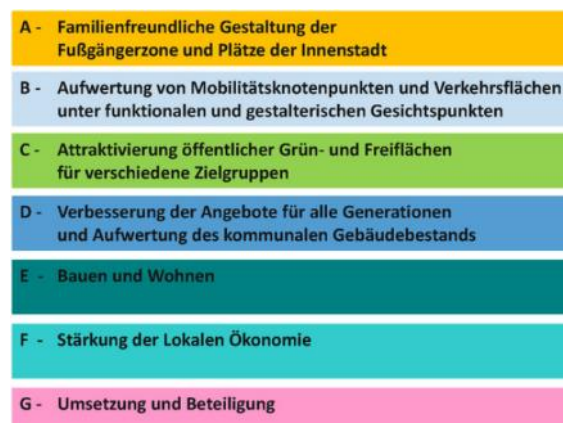 A - Familienfreundliche Gestaltung der
Fußgängerzone und Plätze der Innenstadt
B - Aufwertung von Mobilitätsknotenpunkten und Verkehrsflächen
unter funktionalen und gestalterischen Gesichtspunkten
C - Attraktivierung öffentlicher Grün- und Freiflächen
für verschiedene Zielgruppen
D - Verbesserung der Angebote für alle Generationen
und Aufwertung des kommunalen Gebäudebestands
E - Bauen und Wohnen
F - Stärkung der Lokalen Ökonomie
G - Umsetzung und Beteiligung